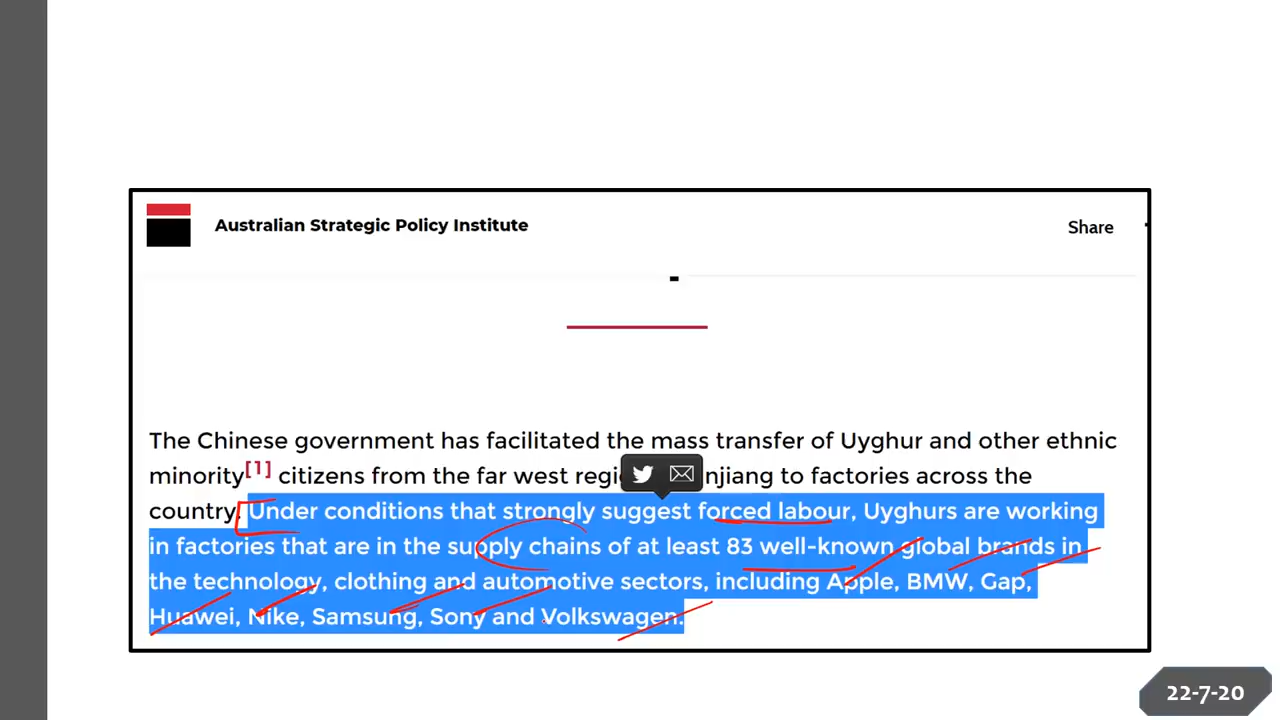 Australian Strategic Policy Institute
Share
The Chinese government has facilitated the mass transfer of Uyghur and other ethnic
minority[1] citizens from the far west njiang to factories across the
country. Under conditions that strongly suggest forced labour, Uyghurs are working
in factories that are in the supply chains of at least 83 well-known global brands in
the technology, clothing and automotive sectors, including Apple, BMW, Gap,
Huawei, Nike, Samsung, Sony and Volkswagen.
22-7-20